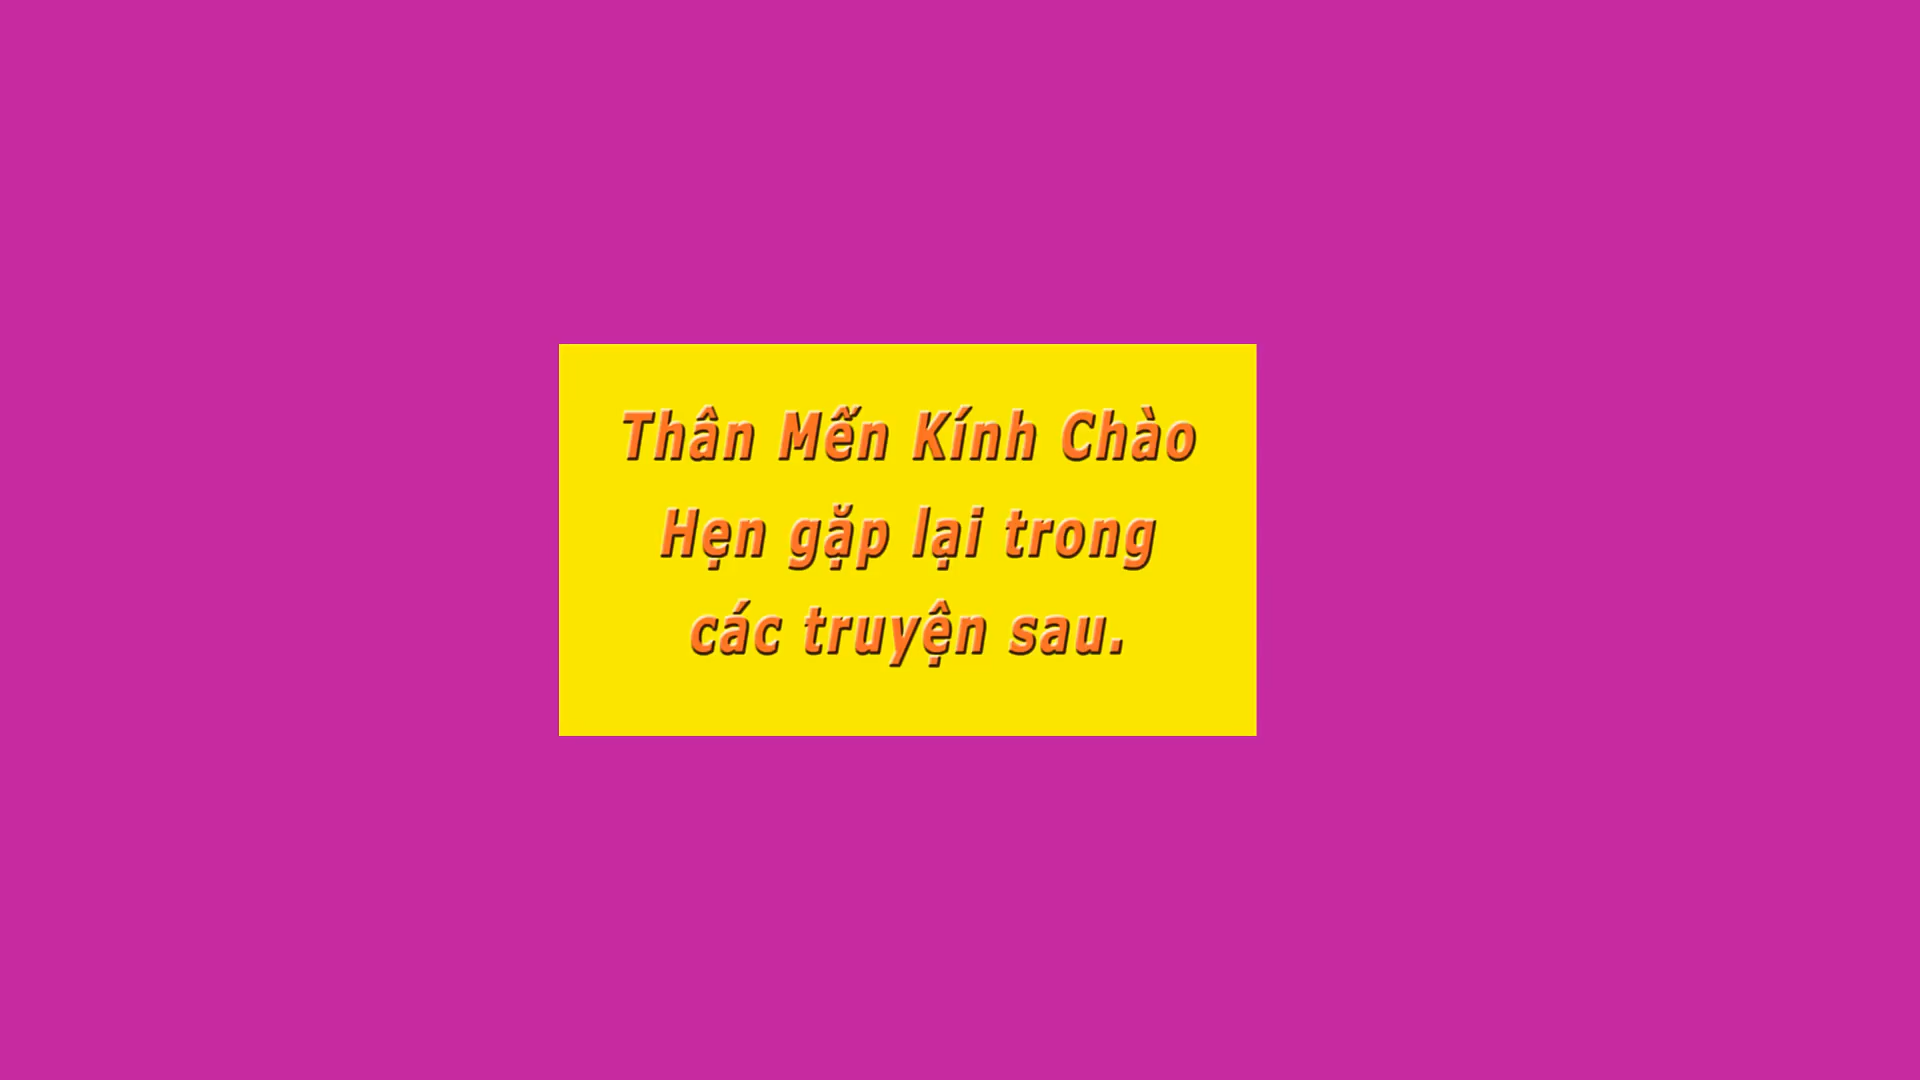 Thân Mến Kính Chào
Hẹn gặp lại trong
các truyện sau.